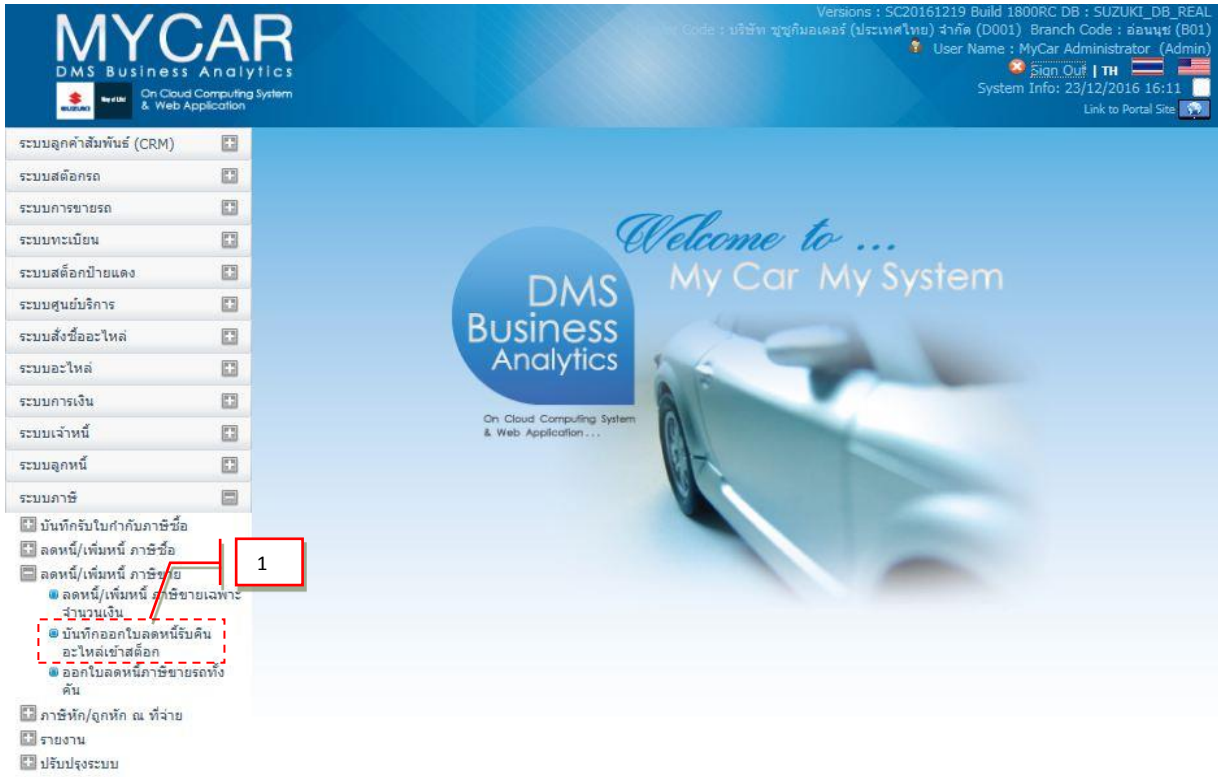 MYCAR
DMS Business Analytics
SUZUKI
Way of Life!
On Cloud Computing System
& Web Application
Versions : SC20161219 Build 1800RC DB : SUZUKI_DB_REAL
Code : บริษัท ซูซูกิมอเตอร์ (ประเทศไทย) จำกัด (D001) Branch Code : อ่อนนุช (B01)
User Name : MyCar Administrator (Admin)
Sign Out | TH
System Info: 23/12/2016 16:11
Link to Portal Site
ระบบลูกค้าสัมพันธ์ (CRM)
ระบบสต๊อกรถ
ระบบการขายรถ
ระบบทะเบียน
ระบบสต็อกป้ายแดง
ระบบศูนย์บริการ
ระบบสั่งซื้ออะไหล่
ระบบอะไหล่
ระบบการเงิน
ระบบเจ้าหนี้
ระบบลูกหนี้
ระบบภาษี
บันทึกรับใบกำกับภาษีซื้อ
ลดหนี้/เพิ่มหนี้ ภาษีซื้อ
ลดหนี้/เพิ่มหนี้ ภาษีขาย
ลดหนี้/เพิ่มหนี้ ภาษีขายเฉพาะ
จำนวนเงิน
บันทึกออกใบลดหนี้รับคืน
อะไหล่เข้าสต็อก
ออกใบลดหนี้ภาษีขายรถทั้ง
คัน
ภาษีหัก/ถูกหัก ณ ที่จ่าย
รายงาน
ปรับปรุงระบบ
1
Welcome to ...
My Car My System
DMS
Business
Analytics
On Cloud Computing System
& Web Application...